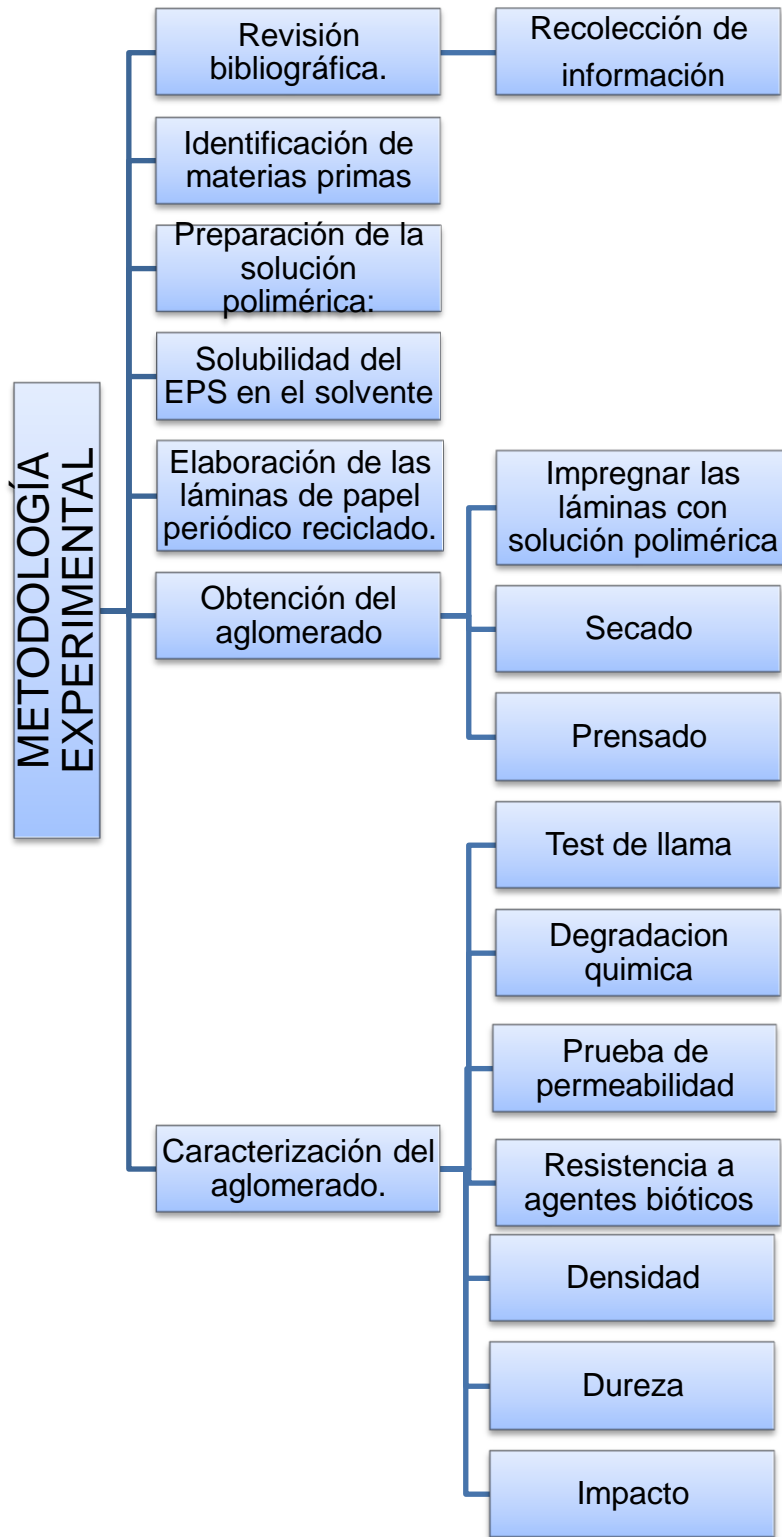 METODOLOGÍA
EXPERIMENTAL
Revisión
bibliográfica.
Recolección de
información
Identificación de
materias primas
Preparación de la
solución
polimérica:
Solubilidad del
EPS en el solvente
Elaboración de las
láminas de papel
periódico reciclado.
Obtención del
aglomerado
Impregnar las
láminas con
solución polimérica
Secado
Prensado
Caracterización del
aglomerado.
Test de llama
Degradacion
quimica
Prueba de
permeabilidad
Resistencia a
agentes bióticos
Densidad
Dureza
Impacto